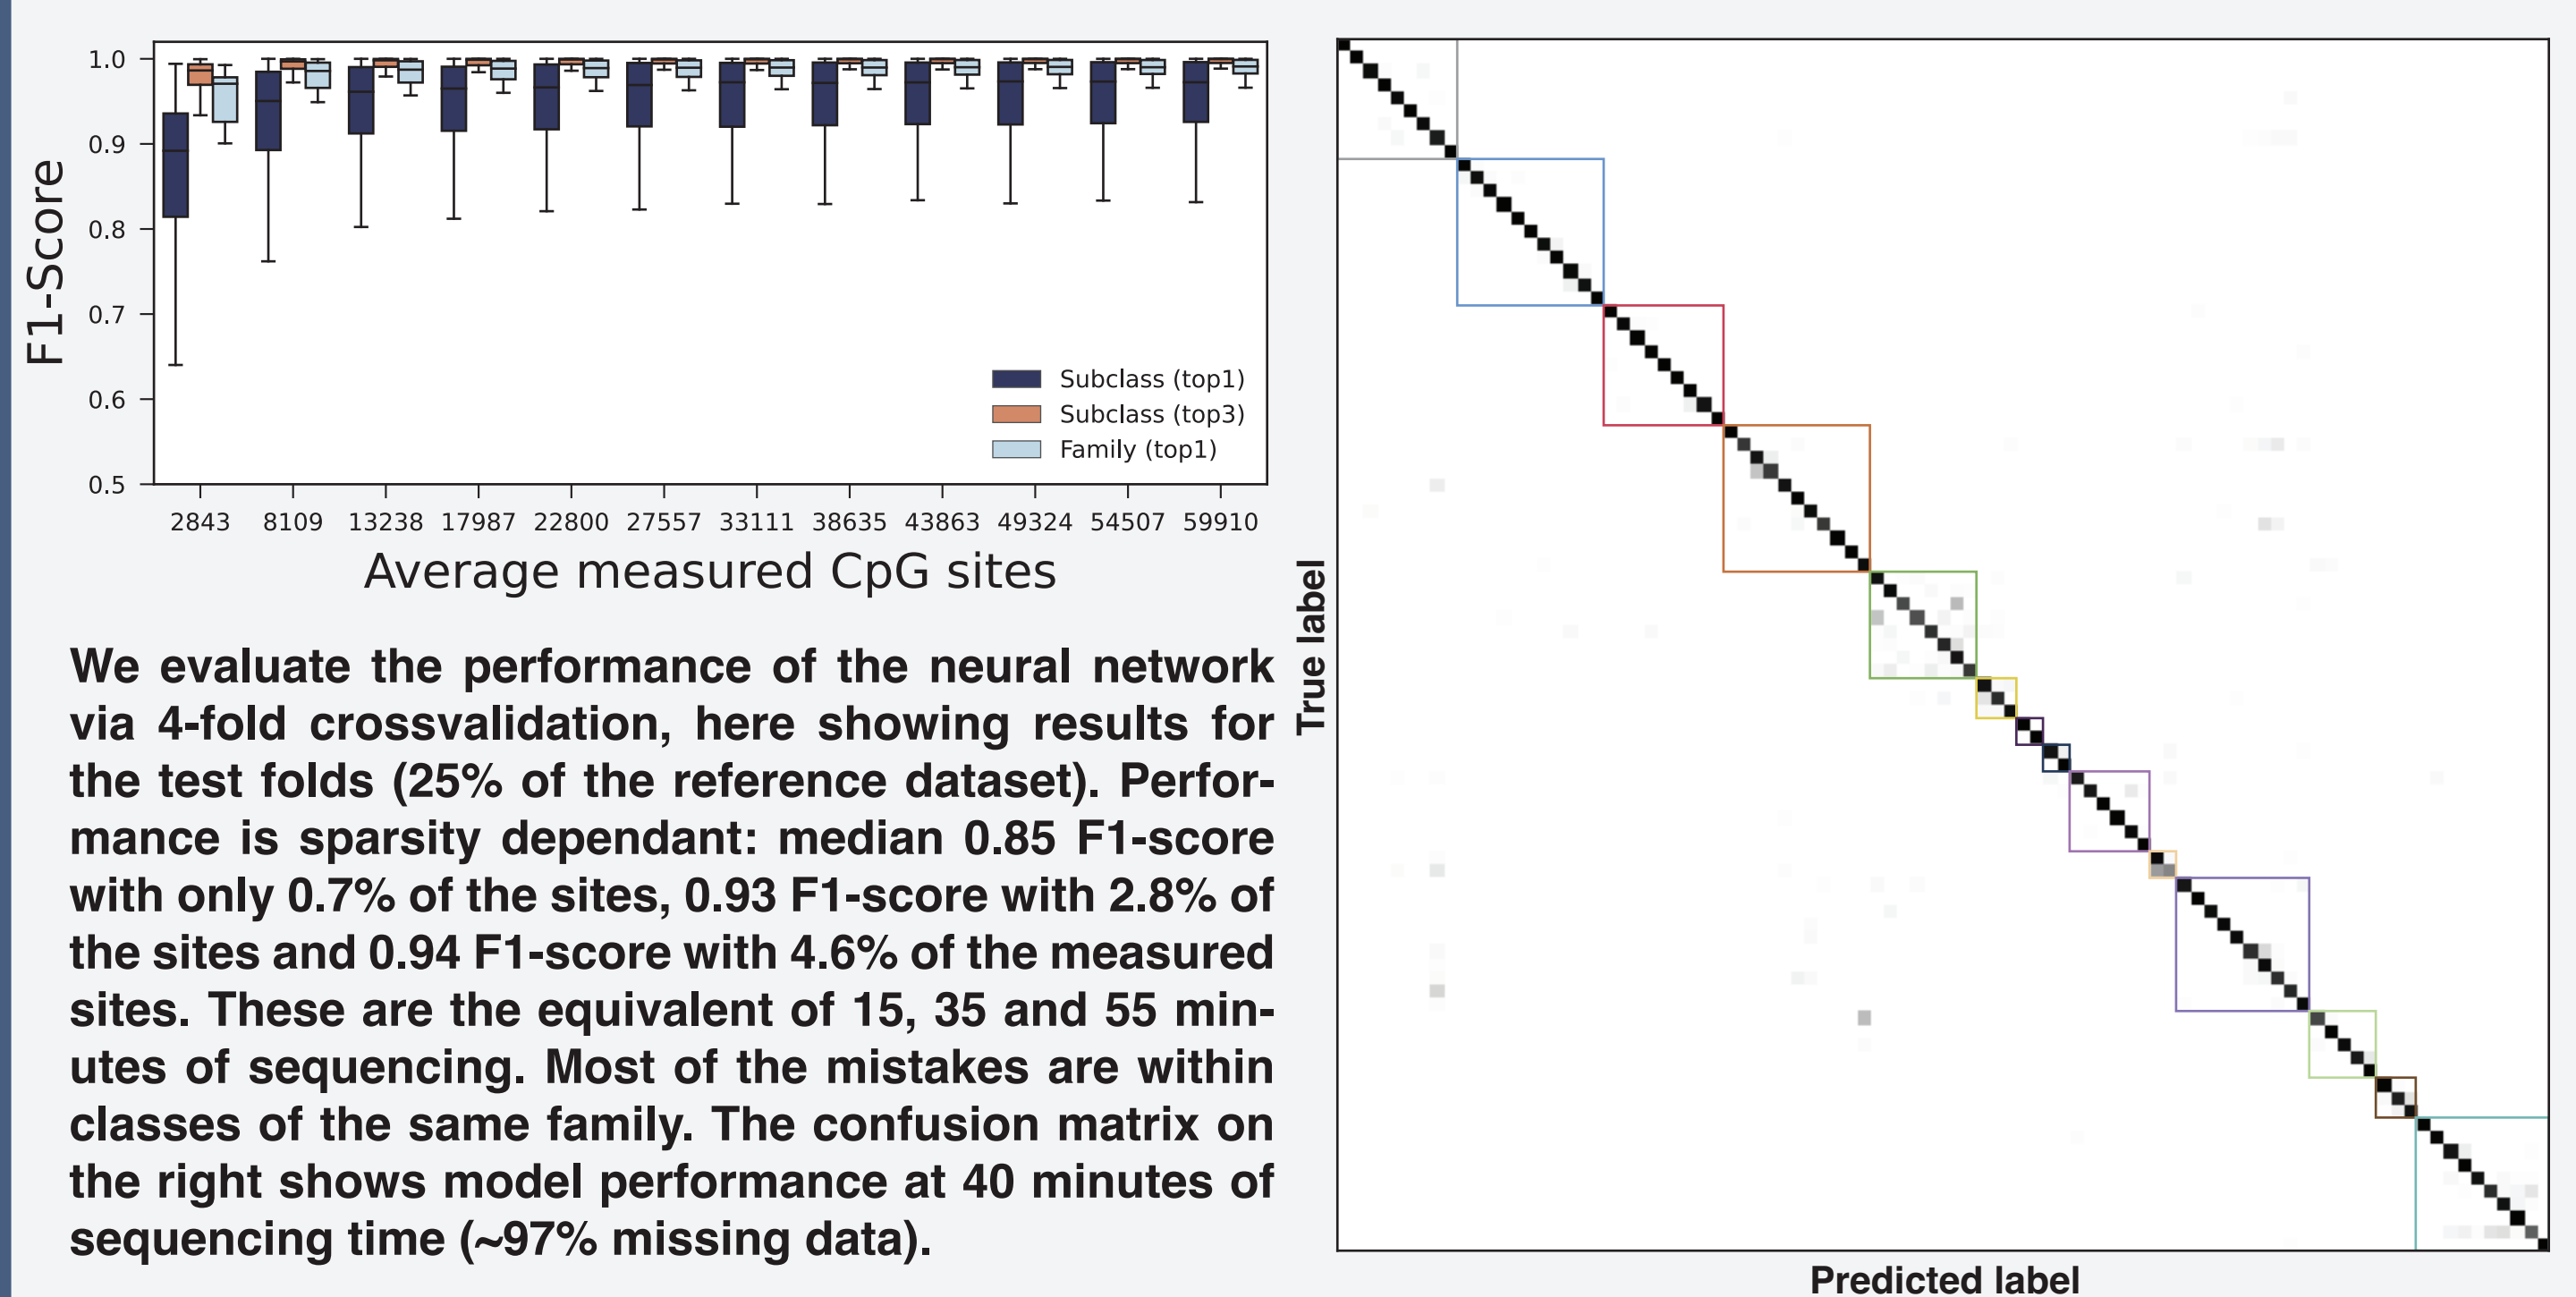 1.0
0.9
0.8
0.7
0.6
0.5
F1-Score
Subclass (top1)
Subclass (top3)
Family (top1)
2843 8109 13238 17987 22800 27557 33111 38635 43863 49324 54507 59910
Average measured CpG sites
We evaluate the performance of the neural network
via 4-fold crossvalidation, here showing results for
the test folds (25% of the reference dataset). Perfor-
mance is sparsity dependant: median 0.85 F1-score
with only 0.7% of the sites, 0.93 F1-score with 2.8% of
the sites and 0.94 F1-score with 4.6% of the measured
sites. These are the equivalent of 15, 35 and 55 min-
utes of sequencing. Most of the mistakes are within
classes of the same family. The confusion matrix on
the right shows model performance at 40 minutes of
sequencing time (~97% missing data).
True label
Predicted label